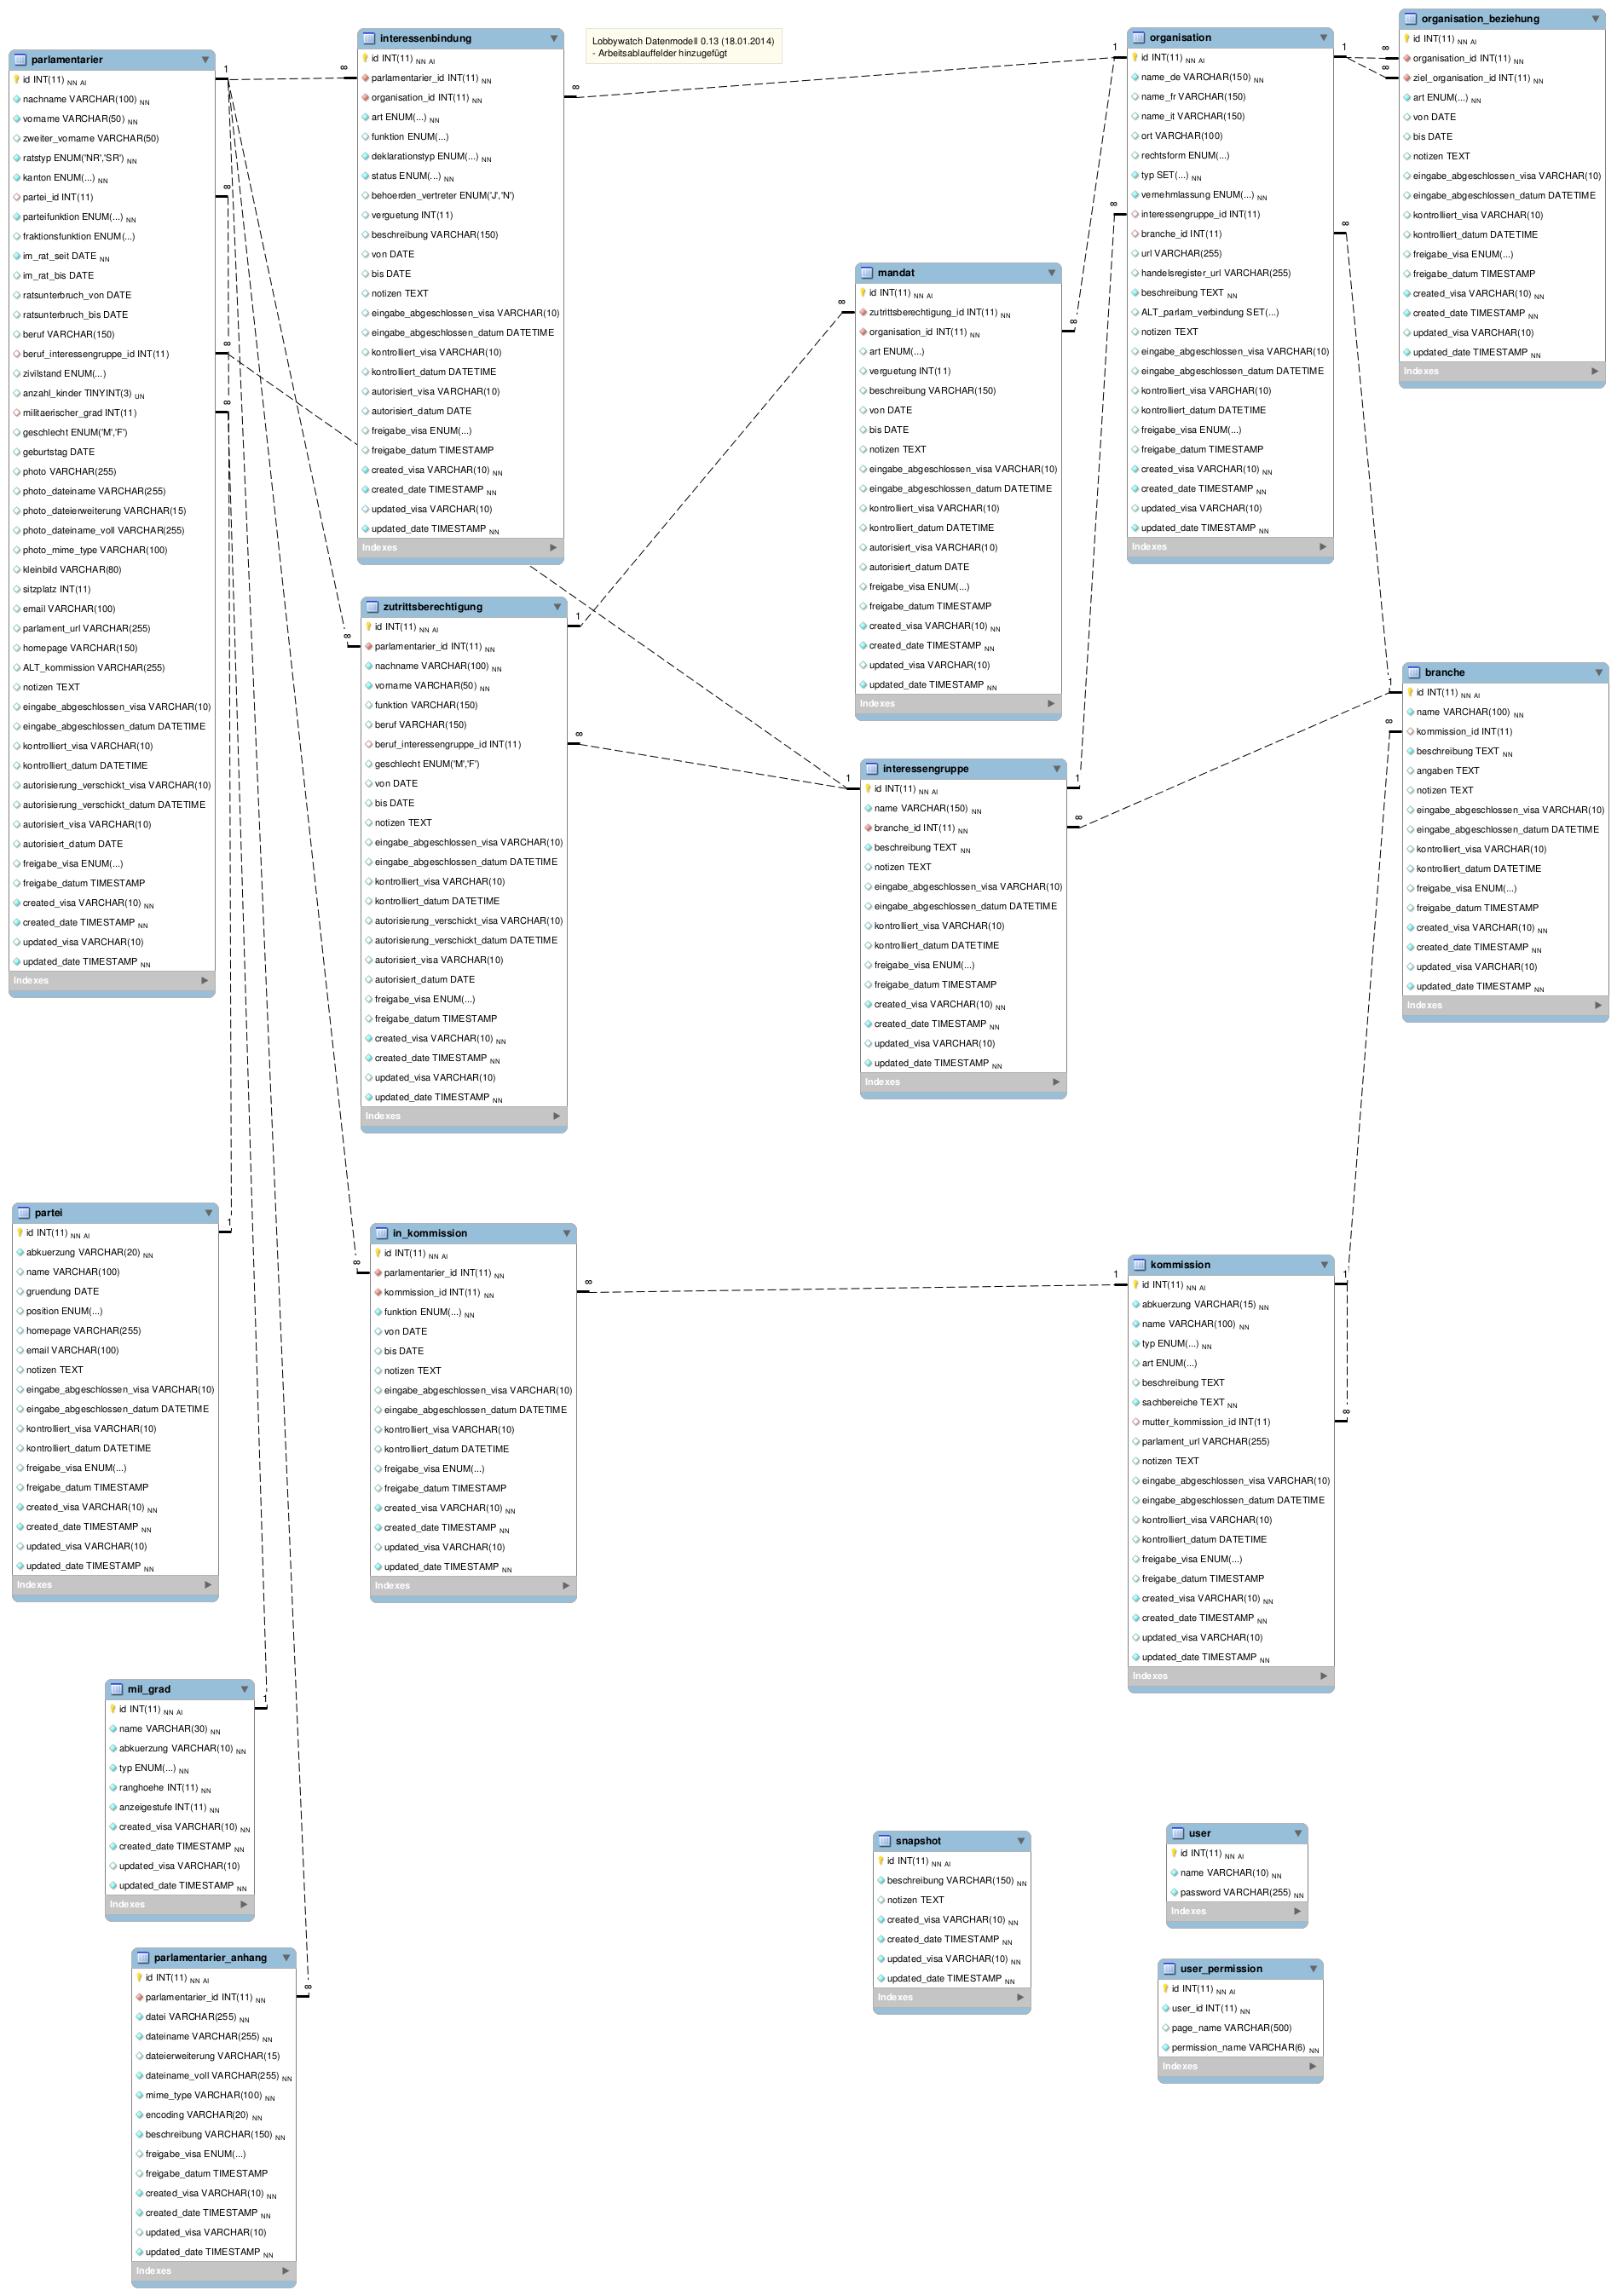 parlamentarier
id INT(11) NN AI
nachname VARCHAR(100) NN
vorname VARCHAR(50) NN
zweiter_vorname VARCHAR(50)
ratstyp ENUM('NR','SR') NN
kanton ENUM(...) NN
partei_id INT(11)
parteifunktion ENUM(...) NN
fraktionsfunktion ENUM(...)
im_rat_seit DATE NN
im_rat_bis DATE
ratsunterbruch_von DATE
ratsunterbruch_bis DATE
beruf VARCHAR(150)
beruf_interessengruppe_id INT(11)
zivilstand ENUM(...)
anzahl_kinder TINYINT(3) UN
militaerischer_grad INT(11)
geschlecht ENUM('M','F')
geburtstag DATE
photo VARCHAR(255)
photo_dateiname VARCHAR(255)
photo_dateierweiterung VARCHAR(15)
photo_dateiname_voll VARCHAR(255)
photo_mime_type VARCHAR(100)
kleinbild VARCHAR(80)
sitzplatz INT(11)
email VARCHAR(100)
parlament_url VARCHAR(255)
homepage VARCHAR(150)
ALT_kommission VARCHAR(255)
notizen TEXT
eingabe_abgeschlossen_visa VARCHAR(10)
eingabe_abgeschlossen_datum DATETIME
kontrolliert_visa VARCHAR(10)
kontrolliert_datum DATETIME
autorisierung_verschickt_visa VARCHAR(10)
autorisierung_verschickt_datum DATETIME
autorisiert_visa VARCHAR(10)
autorisiert_datum DATE
freigabe_visa ENUM(...)
freigabe_datum TIMESTAMP
created_visa VARCHAR(10) NN
created_date TIMESTAMP NN
updated_visa VARCHAR(10)
updated_date TIMESTAMP NN
Indexes
interessenbindung
id INT(11) NN AI
parlamentarier_id INT(11) NN
organisation_id INT(11) NN
art ENUM(...) NN
funktion ENUM(...)
deklarationstyp ENUM(...) NN
status ENUM(...) NN
behoerden_vertreter ENUM('J','N')
verguetung INT(11)
beschreibung VARCHAR(150)
von DATE
bis DATE
notizen TEXT
eingabe_abgeschlossen_visa VARCHAR(10)
eingabe_abgeschlossen_datum DATETIME
kontrolliert_visa VARCHAR(10)
kontrolliert_datum DATETIME
autorisiert_visa VARCHAR(10)
autorisiert_datum DATE
freigabe_visa ENUM(...)
freigabe_datum TIMESTAMP
created_visa VARCHAR(10) NN
created_date TIMESTAMP NN
updated_visa VARCHAR(10)
updated_date TIMESTAMP NN
Indexes
Lobbywatch Datenmodell 0.13 (18.01.2014)
- Arbeitsablauffelder hinzugefügt
organisation
id INT(11) NN AI
name_de VARCHAR(150) NN
name_fr VARCHAR(150)
name_it VARCHAR(150)
ort VARCHAR(100)
rechtsform ENUM(...)
typ SET(...) NN
vernehmlassung ENUM(...) NN
interessengruppe_id INT(11)
branche_id INT(11)
url VARCHAR(255)
handelsregister_url VARCHAR(255)
beschreibung TEXT NN
ALT_parlam_verbindung SET(...)
notizen TEXT
eingabe_abgeschlossen_visa VARCHAR(10)
eingabe_abgeschlossen_datum DATETIME
kontrolliert_visa VARCHAR(10)
kontrolliert_datum DATETIME
freigabe_visa ENUM(...)
freigabe_datum TIMESTAMP
created_visa VARCHAR(10) NN
created_date TIMESTAMP NN
updated_visa VARCHAR(10)
updated_date TIMESTAMP NN
Indexes
organisation_beziehung
id INT(11) NN AI
organisation_id INT(11) NN
ziel_organisation_id INT(11) NN
art ENUM(...) NN
von DATE
bis DATE
notizen TEXT
eingabe_abgeschlossen_visa VARCHAR(10)
eingabe_abgeschlossen_datum DATETIME
kontrolliert_visa VARCHAR(10)
kontrolliert_datum DATETIME
freigabe_visa ENUM(...)
freigabe_datum TIMESTAMP
created_visa VARCHAR(10) NN
created_date TIMESTAMP NN
updated_visa VARCHAR(10)
updated_date TIMESTAMP NN
Indexes
mandat
id INT(11) NN AI
zutrittsberechtigung_id INT(11) NN
organisation_id INT(11) NN
art ENUM(...)
verguetung INT(11)
beschreibung VARCHAR(150)
von DATE
bis DATE
notizen TEXT
eingabe_abgeschlossen_visa VARCHAR(10)
eingabe_abgeschlossen_datum DATETIME
kontrolliert_visa VARCHAR(10)
kontrolliert_datum DATETIME
autorisiert_visa VARCHAR(10)
autorisiert_datum DATE
freigabe_visa ENUM(...)
freigabe_datum TIMESTAMP
created_visa VARCHAR(10) NN
created_date TIMESTAMP NN
updated_visa VARCHAR(10)
updated_date TIMESTAMP NN
Indexes
zutrittsberechtigung
id INT(11) NN AI
parlamentarier_id INT(11) NN
nachname VARCHAR(100) NN
vorname VARCHAR(50) NN
funktion VARCHAR(150)
beruf VARCHAR(150)
beruf_interessengruppe_id INT(11)
geschlecht ENUM('M','F')
von DATE
bis DATE
notizen TEXT
eingabe_abgeschlossen_visa VARCHAR(10)
eingabe_abgeschlossen_datum DATETIME
kontrolliert_visa VARCHAR(10)
kontrolliert_datum DATETIME
autorisierung_verschickt_visa VARCHAR(10)
autorisierung_verschickt_datum DATETIME
autorisiert_visa VARCHAR(10)
autorisiert_datum DATE
freigabe_visa ENUM(...)
freigabe_datum TIMESTAMP
created_visa VARCHAR(10) NN
created_date TIMESTAMP NN
updated_visa VARCHAR(10)
updated_date TIMESTAMP NN
Indexes
interessengruppe
id INT(11) NN AI
name VARCHAR(150) NN
branche_id INT(11) NN
beschreibung TEXT NN
notizen TEXT
eingabe_abgeschlossen_visa VARCHAR(10)
eingabe_abgeschlossen_datum DATETIME
kontrolliert_visa VARCHAR(10)
kontrolliert_datum DATETIME
freigabe_visa ENUM(...)
freigabe_datum TIMESTAMP
created_visa VARCHAR(10) NN
created_date TIMESTAMP NN
updated_visa VARCHAR(10)
updated_date TIMESTAMP NN
Indexes
branche
id INT(11) NN AI
name VARCHAR(100) NN
kommission_id INT(11)
beschreibung TEXT NN
angaben TEXT
notizen TEXT
eingabe_abgeschlossen_visa VARCHAR(10)
eingabe_abgeschlossen_datum DATETIME
kontrolliert_visa VARCHAR(10)
kontrolliert_datum DATETIME
freigabe_visa ENUM(...)
freigabe_datum TIMESTAMP
created_visa VARCHAR(10) NN
created_date TIMESTAMP NN
updated_visa VARCHAR(10)
updated_date TIMESTAMP NN
Indexes
partei
id INT(11) NN AI
abkuerzung VARCHAR(20) NN
name VARCHAR(100)
gruendung DATE
position ENUM(...)
homepage VARCHAR(255)
email VARCHAR(100)
notizen TEXT
eingabe_abgeschlossen_visa VARCHAR(10)
eingabe_abgeschlossen_datum DATETIME
kontrolliert_visa VARCHAR(10)
kontrolliert_datum DATETIME
freigabe_visa ENUM(...)
freigabe_datum TIMESTAMP
created_visa VARCHAR(10) NN
created_date TIMESTAMP NN
updated_visa VARCHAR(10)
updated_date TIMESTAMP NN
Indexes
in_kommission
id INT(11) NN AI
parlamentarier_id INT(11) NN
kommission_id INT(11) NN
funktion ENUM(...) NN
von DATE
bis DATE
notizen TEXT
eingabe_abgeschlossen_visa VARCHAR(10)
eingabe_abgeschlossen_datum DATETIME
kontrolliert_visa VARCHAR(10)
kontrolliert_datum DATETIME
freigabe_visa ENUM(...)
freigabe_datum TIMESTAMP
created_visa VARCHAR(10) NN
created_date TIMESTAMP NN
updated_visa VARCHAR(10)
updated_date TIMESTAMP NN
Indexes
kommission
id INT(11) NN AI
abkuerzung VARCHAR(15) NN
name VARCHAR(100) NN
typ ENUM(...) NN
art ENUM(...)
beschreibung TEXT
sachbereiche TEXT NN
mutter_kommission_id INT(11)
parlament_url VARCHAR(255)
notizen TEXT
eingabe_abgeschlossen_visa VARCHAR(10)
eingabe_abgeschlossen_datum DATETIME
kontrolliert_visa VARCHAR(10)
kontrolliert_datum DATETIME
freigabe_visa ENUM(...)
freigabe_datum TIMESTAMP
created_visa VARCHAR(10) NN
created_date TIMESTAMP NN
updated_visa VARCHAR(10)
updated_date TIMESTAMP NN
Indexes
mil_grad
id INT(11) NN AI
name VARCHAR(30) NN
abkuerzung VARCHAR(10) NN
typ ENUM(...) NN
ranghoehe INT(11) NN
anzeigestufe INT(11) NN
created_visa VARCHAR(10) NN
created_date TIMESTAMP NN
updated_visa VARCHAR(10)
updated_date TIMESTAMP NN
Indexes
parlamentarier_anhang
id INT(11) NN AI
parlamentarier_id INT(11) NN
datei VARCHAR(255) NN
dateiname VARCHAR(255) NN
dateierweiterung VARCHAR(15)
dateiname_voll VARCHAR(255) NN
mime_type VARCHAR(100) NN
encoding VARCHAR(20) NN
beschreibung VARCHAR(150) NN
freigabe_visa ENUM(...)
freigabe_datum TIMESTAMP
created_visa VARCHAR(10) NN
created_date TIMESTAMP NN
updated_visa VARCHAR(10)
updated_date TIMESTAMP NN
Indexes
snapshot
id INT(11) NN AI
beschreibung VARCHAR(150) NN
notizen TEXT
created_visa VARCHAR(10) NN
created_date TIMESTAMP NN
updated_visa VARCHAR(10) NN
updated_date TIMESTAMP NN
Indexes
user
id INT(11) NN AI
name VARCHAR(10) NN
password VARCHAR(255) NN
Indexes
user_permission
id INT(11) NN AI
user_id INT(11) NN
page_name VARCHAR(500)
permission_name VARCHAR(6) NN
Indexes